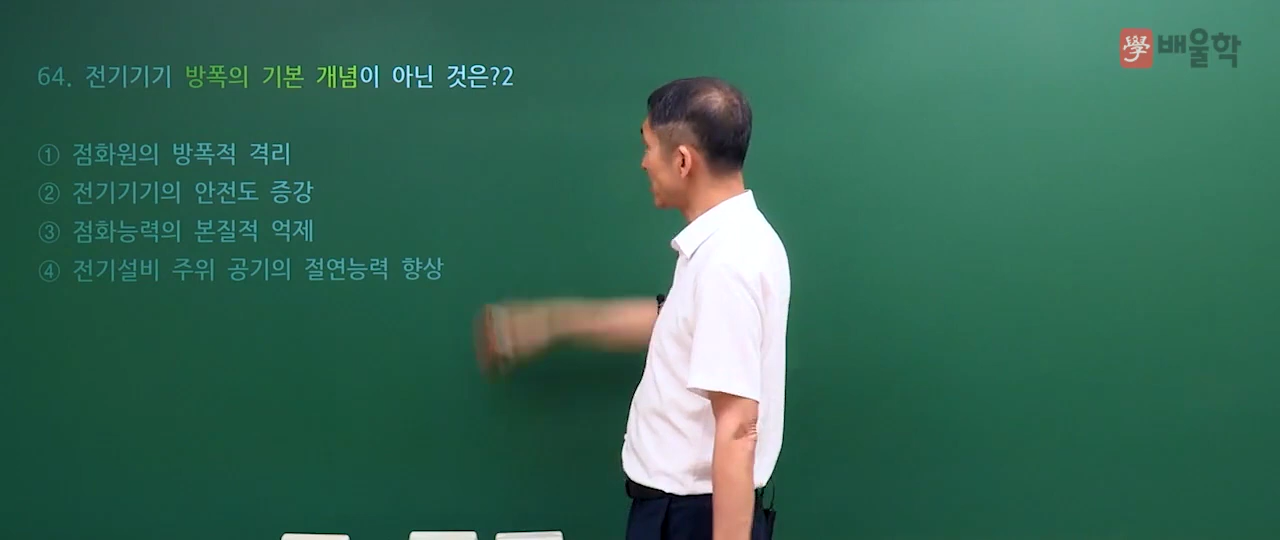 學 배울학
64. 전기기기 방폭의 기본 개념이 아닌 것은?2
① 점화원의 방폭적 격리
② 전기기기의 안전도 증강
③ 점화능력의 본질적 억제
④ 전기설비 주위 공기의 절연능력 향상